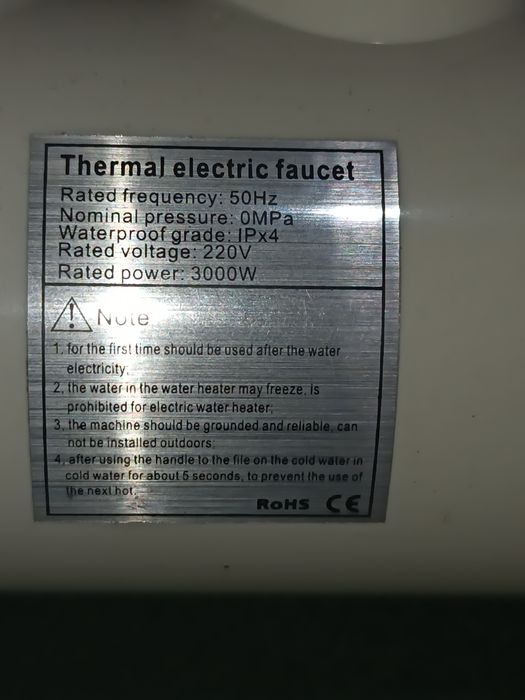 Thermal electric faucet
Rated frequency: 50Hz
Nominal pressure: 0MPa
Waterproof grade: IPx4
Rated voltage: 220V
Rated power: 3000W
Note
1. for the first time should be used after the water
electricity;
2, the water in the water heater may freeze, is
prohibited for electric water heater;
3, the machine should be grounded and reliable, can
not be installed outdoors;
4, after using the handle to the file on the cold water in
cold water for about 5 seconds, to prevent the use of
the next hot.
RoHS CE